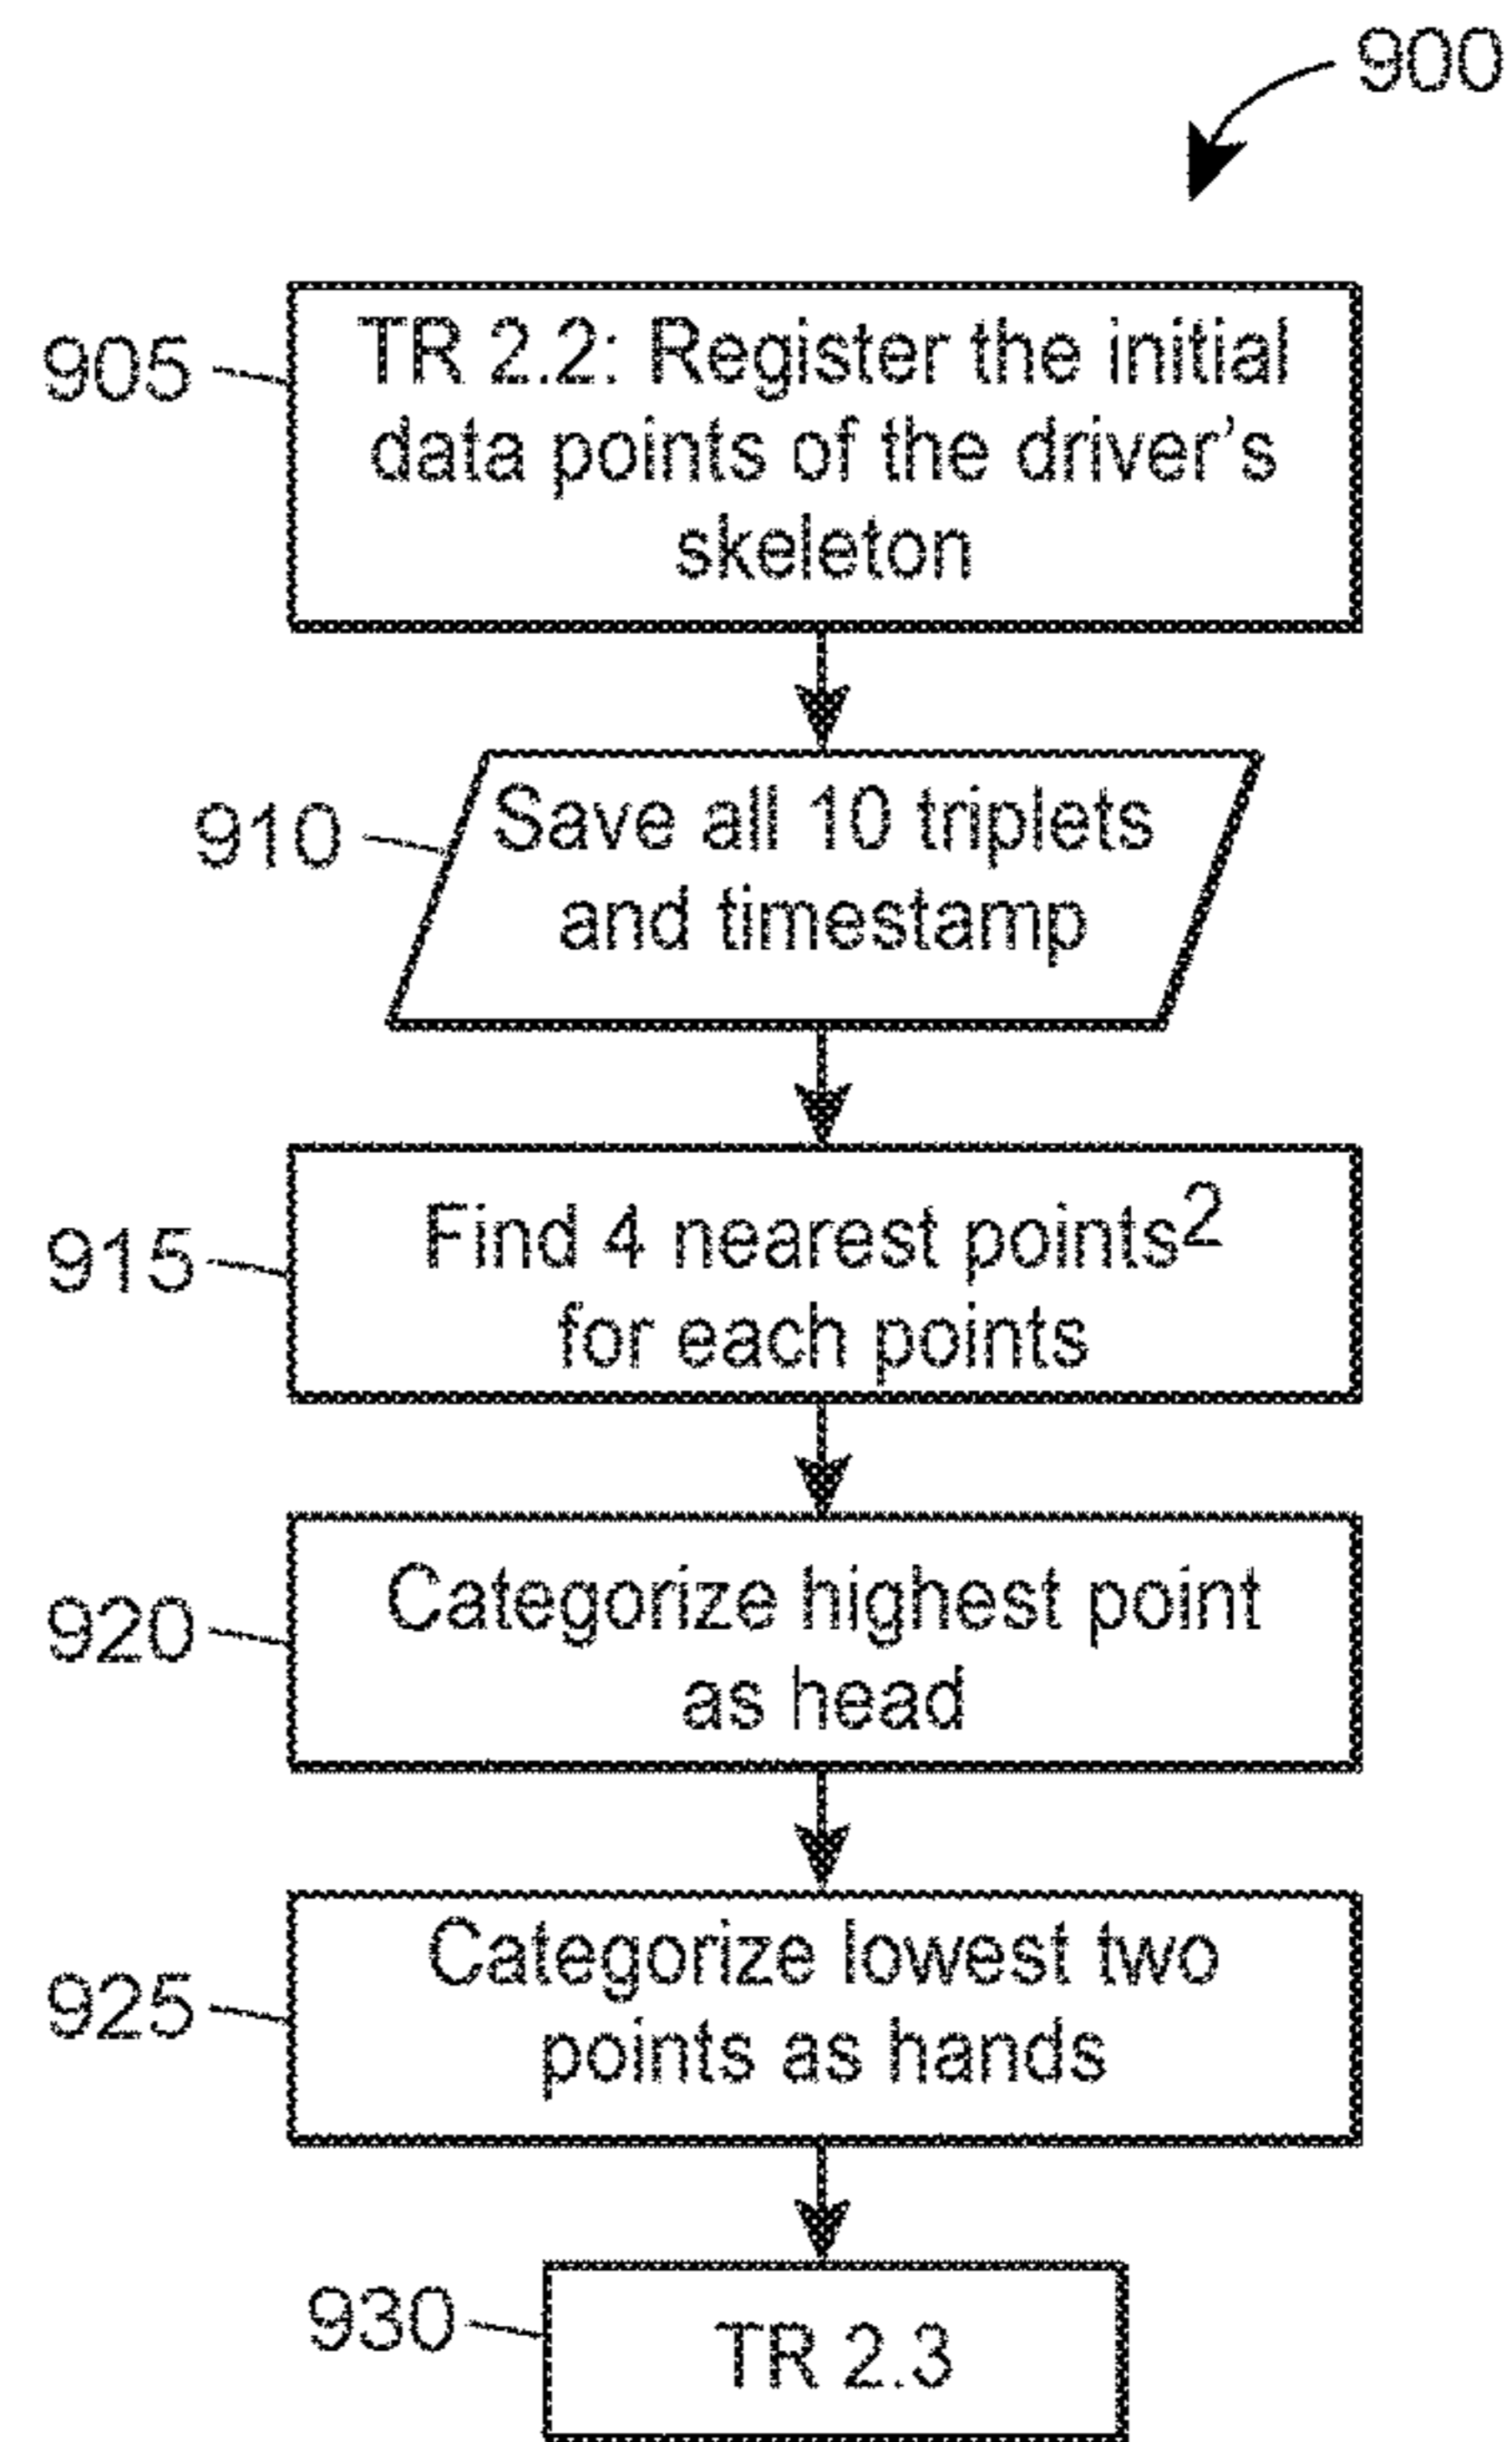 900
905
TR 2.2: Register the initial
data points of the driver's
skeleton
910
Save all 10 triplets
and timestamp
915
Find 4 nearest points²
for each points
920
Categorize highest point
as head
925
Categorize lowest two
points as hands
930
TR 2.3